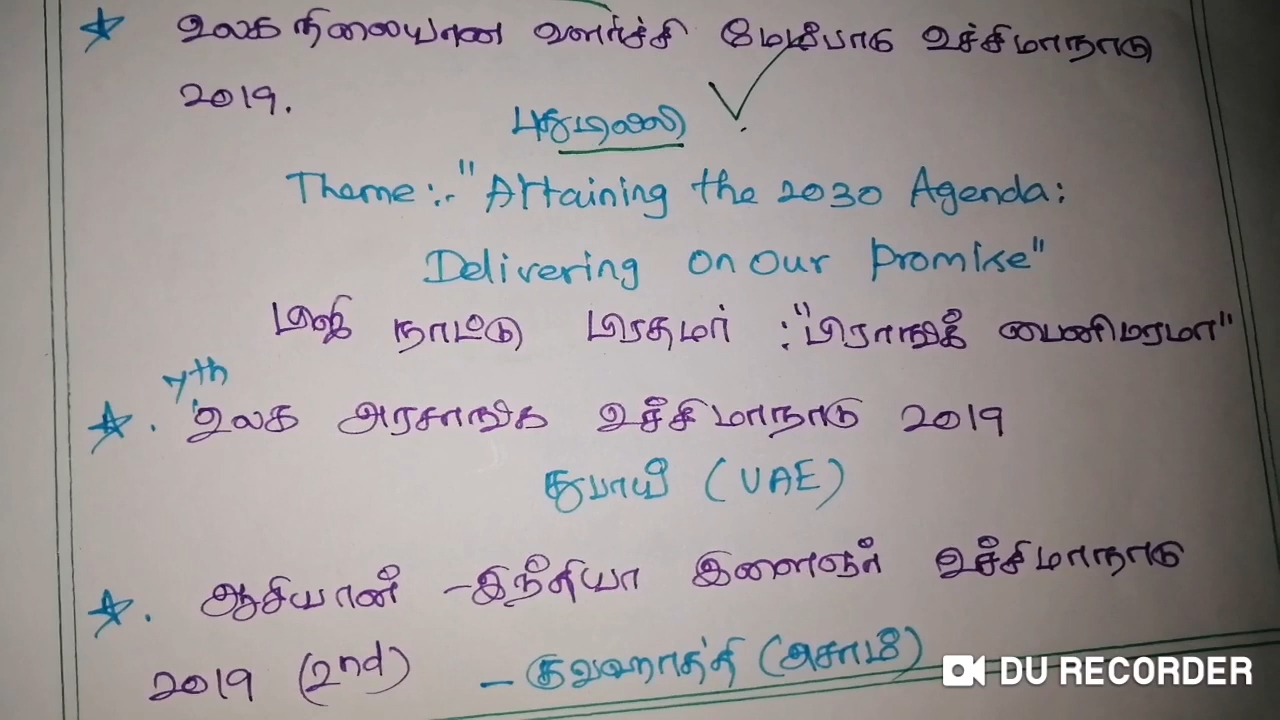 உலக நிலையான வளர்ச்சி மேம்பாடு உச்சிமாநாடு
2019.
புதுடில்லி
Theme:- "Attaining the 2030 Agenda:
Delivering on our Promise"
பிஜி நாட்டு பிரதமர் :"பிராங்க் பைனிமரமா"
7th
உலக அரசாங்க உச்சிமாநாடு 2019
துபாய் (UAE)
ஆசியான் -இந்தியா இளைஞர் உச்சிமாநாடு
2019 (2nd) - குவஹாத்தி (அசாம்)
DU RECORDER